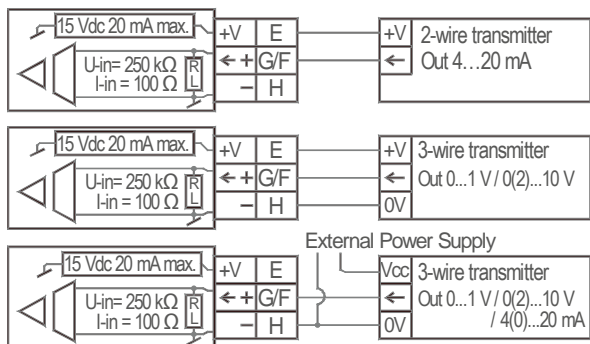 15 Vdc 20 mA max. +V E +V 2-wire transmitter
U-in= 250 kΩ RL ←+ G/F ← Out 4…20 mA
I-in = 100 Ω − H
15 Vdc 20 mA max. +V E +V 3-wire transmitter
U-in= 250 kΩ RL ←+ G/F ← Out 0...1 V / 0(2)...10 V
I-in = 100 Ω − H 0V
External Power Supply
15 Vdc 20 mA max. +V E Vcc 3-wire transmitter
U-in= 250 kΩ RL ←+ G/F ← Out 0...1 V / 0(2)...10 V
I-in = 100 Ω − H 0V / 4(0)...20 mA